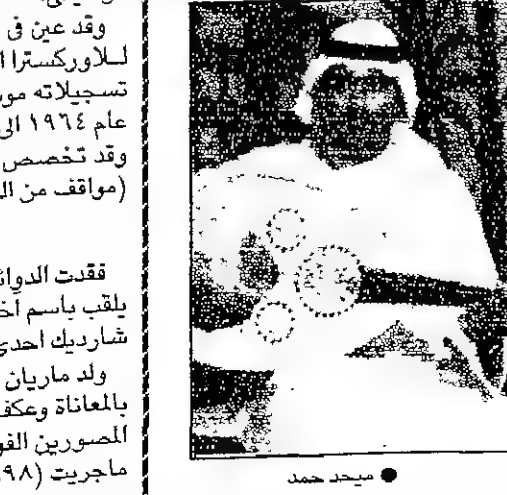 وقد عين في
للاوركسترا ا
تسجيلاته مو
عام ١٩٦٤ الى
وقد تخصص
(مواقف من ال
فقدت الدوائ
يلقب باسم آخ
شارديك احدى
ولد ماريان
بالمعاناة وعكف
المصورين الفو
ماجريت (٩٨
ميحد حمد